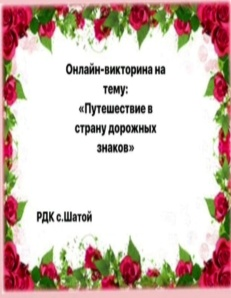 Онлайн-викторина на
тему:
«Путешествие в
страну дорожных
знаков»
РДК с.Шатой